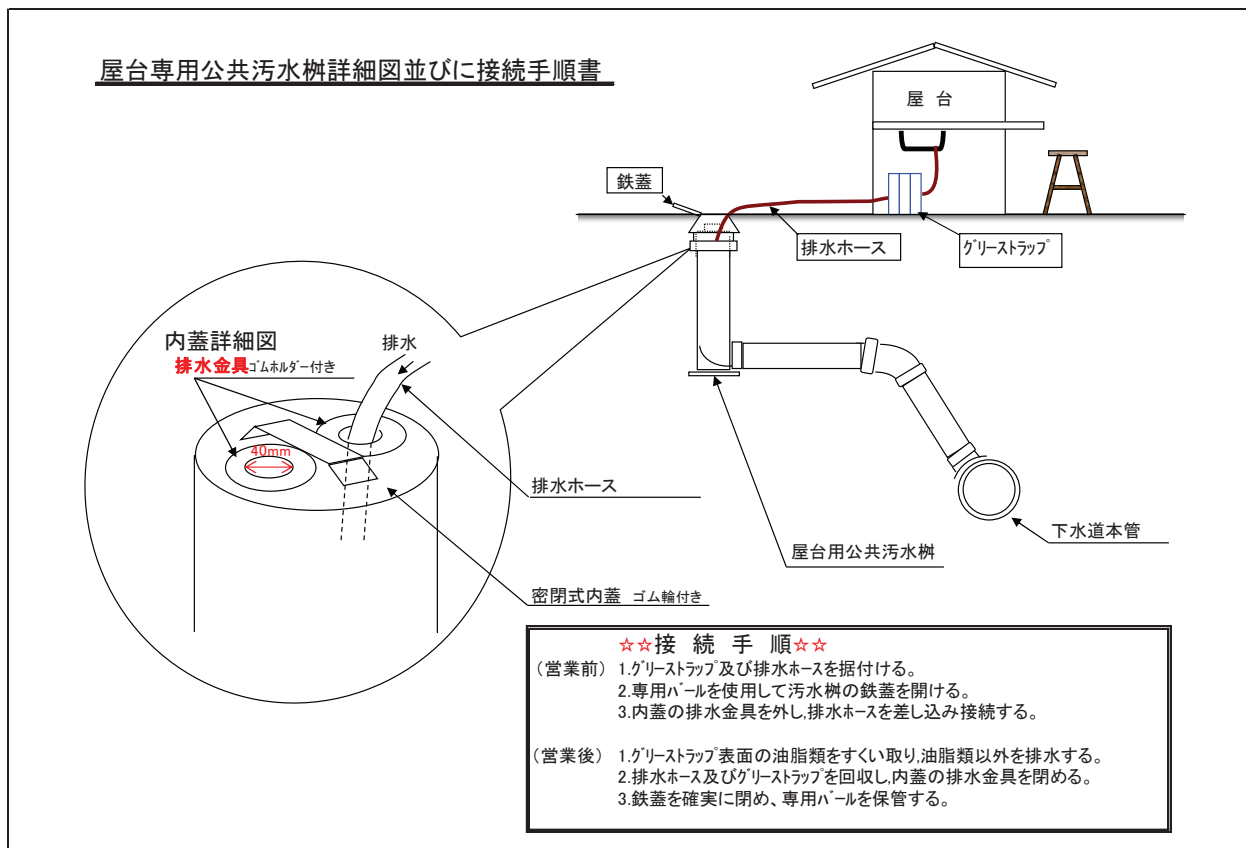 屋台専用公共汚水桝詳細図並びに接続手順書
屋 台
鉄蓋
排水ホース
グリーストラップ
内蓋詳細図
排水金具ゴムホルダー付き
排水
40mm
排水ホース
下水道本管
屋台用公共汚水桝
密閉式内蓋 ゴム輪付き
☆☆接 続 手 順☆☆
(営業前) 1.グリーストラップ及び排水ホースを据付ける。
2.専用バールを使用して汚水桝の鉄蓋を開ける。
3.内蓋の排水金具を外し,排水ホースを差し込み接続する。
(営業後) 1.グリーストラップ表面の油脂類をすくい取り,油脂類以外を排水する。
2.排水ホース及びグリーストラップを回収し,内蓋の排水金具を閉める。
3.鉄蓋を確実に閉め、専用バールを保管する。